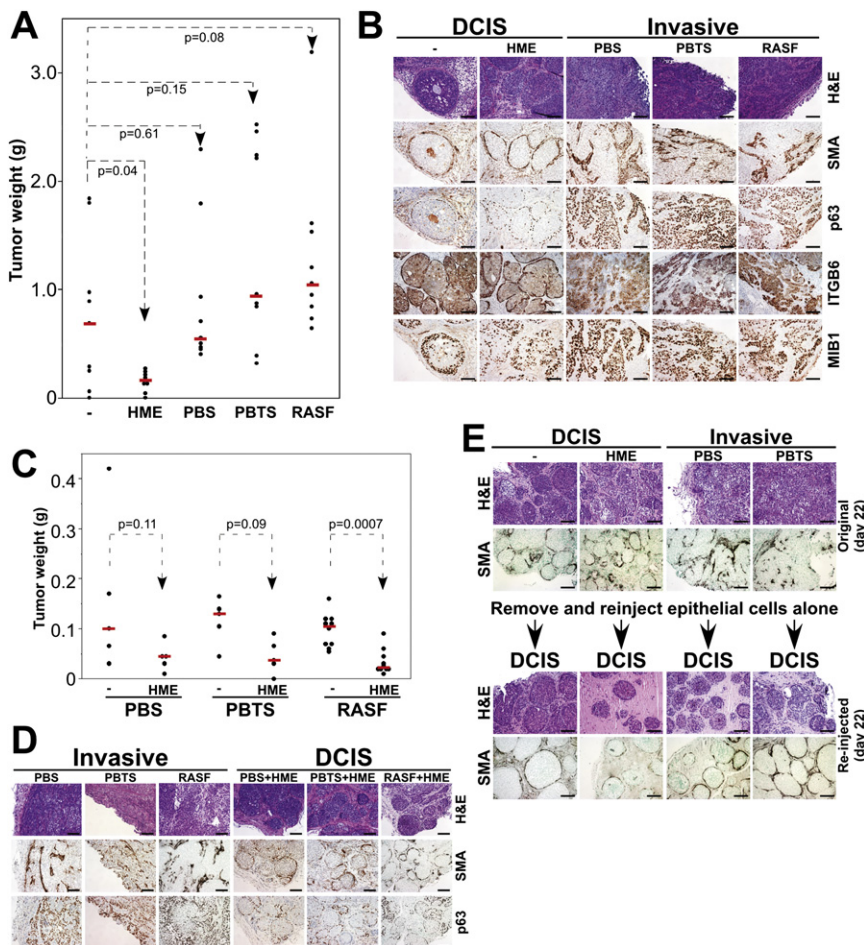 A
p=0.08
p=0.15
p=0.61
p=0.04
Tumor weight (g)
3.0
2.0
1.0
0
- HME PBS PBTS RASF
B
DCIS Invasive
- HME PBS PBTS RASF
H&E
SMA
p63
ITGB6
MIB1
C
Tumor weight (g)
0.4
0.3
0.2
0.1
0
p=0.11 p=0.09 p=0.0007
- HME - HME - HME
PBS PBTS RASF
D
Invasive DCIS
PBS PBTS RASF PBS+HME PBTS+HME RASF+HME
H&E
SMA
p63
E
DCIS Invasive
- HME PBS PBTS
H&E
SMA
Original
(day 22)
Remove and reinject epithelial cells alone
DCIS DCIS DCIS DCIS
H&E
SMA
Re-injected
(day 22)